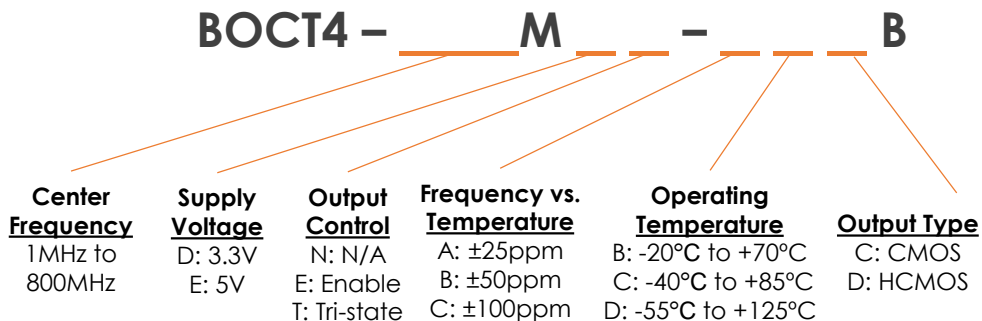 BOCT4 – ______M __ __ – __ __ __ B
Center Frequency
1MHz to
800MHz
Supply Voltage
D: 3.3V
E: 5V
Output Control
N: N/A
E: Enable
T: Tri-state
Frequency vs. Temperature
A: ±25ppm
B: ±50ppm
C: ±100ppm
Operating Temperature
B: -20°C to +70°C
C: -40°C to +85°C
D: -55°C to +125°C
Output Type
C: CMOS
D: HCMOS